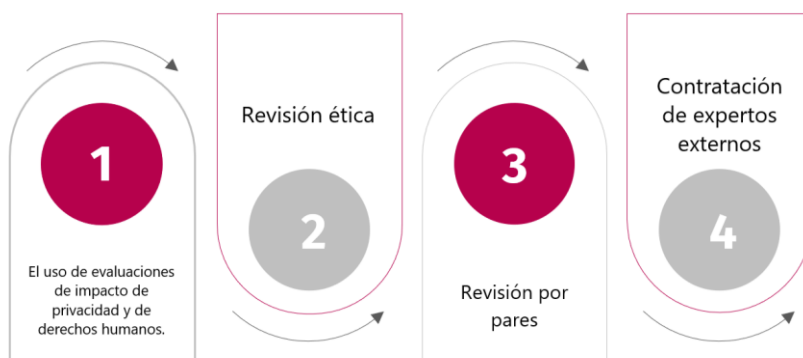 1
El uso de evaluaciones
de impacto de
privacidad y de
derechos humanos.
Revisión ética
2
3
Revisión por
pares
Contratación
de expertos
externos
4